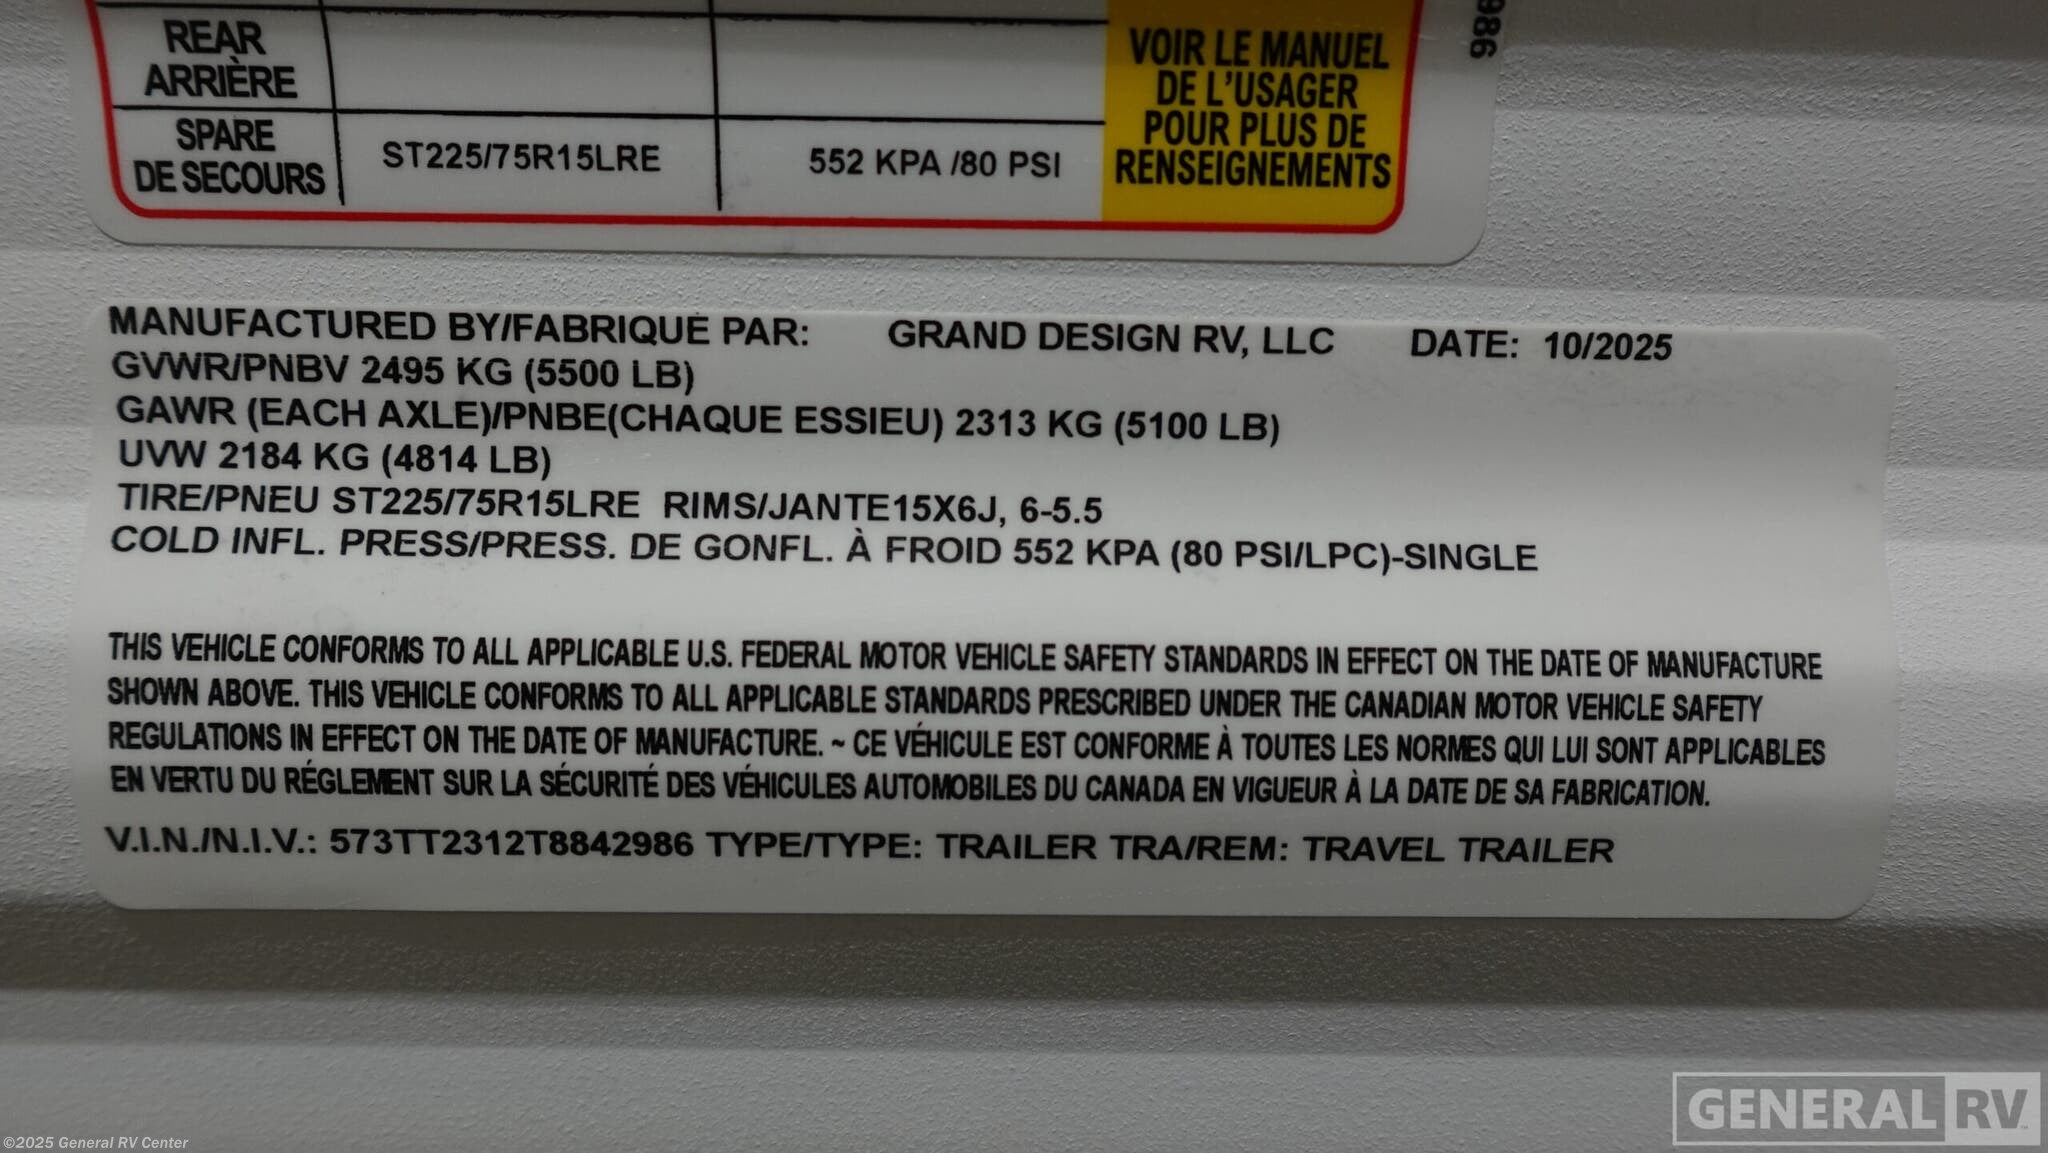 986
REAR
ARRIÈRE
SPARE
DE SECOURS
ST225/75R15LRE
552 KPA /80 PSI
VOIR LE MANUEL
DE L'USAGER
POUR PLUS DE
RENSEIGNEMENTS
MANUFACTURED BY/FABRIQUE PAR: GRAND DESIGN RV, LLC DATE: 10/2025
GVWR/PNBV 2495 KG (5500 LB)
GAWR (EACH AXLE)/PNBE(CHAQUE ESSIEU) 2313 KG (5100 LB)
UVW 2184 KG (4814 LB)
TIRE/PNEU ST225/75R15LRE RIMS/JANTE15X6J, 6-5.5
COLD INFL. PRESS/PRESS. DE GONFL. À FROID 552 KPA (80 PSI/LPC)-SINGLE
THIS VEHICLE CONFORMS TO ALL APPLICABLE U.S. FEDERAL MOTOR VEHICLE SAFETY STANDARDS IN EFFECT ON THE DATE OF MANUFACTURE
SHOWN ABOVE. THIS VEHICLE CONFORMS TO ALL APPLICABLE STANDARDS PRESCRIBED UNDER THE CANADIAN MOTOR VEHICLE SAFETY
REGULATIONS IN EFFECT ON THE DATE OF MANUFACTURE. ~ CE VÉHICULE EST CONFORME À TOUTES LES NORMES QUI LUI SONT APPLICABLES
EN VERTU DU RÉGLEMENT SUR LA SÉCURITÉ DES VÉHICULES AUTOMOBILES DU CANADA EN VIGUEUR À LA DATE DE SA FABRICATION.
V.I.N./N.I.V.: 573TT2312T8842986 TYPE/TYPE: TRAILER TRA/REM: TRAVEL TRAILER
GENERAL RV
©2025 General RV Center